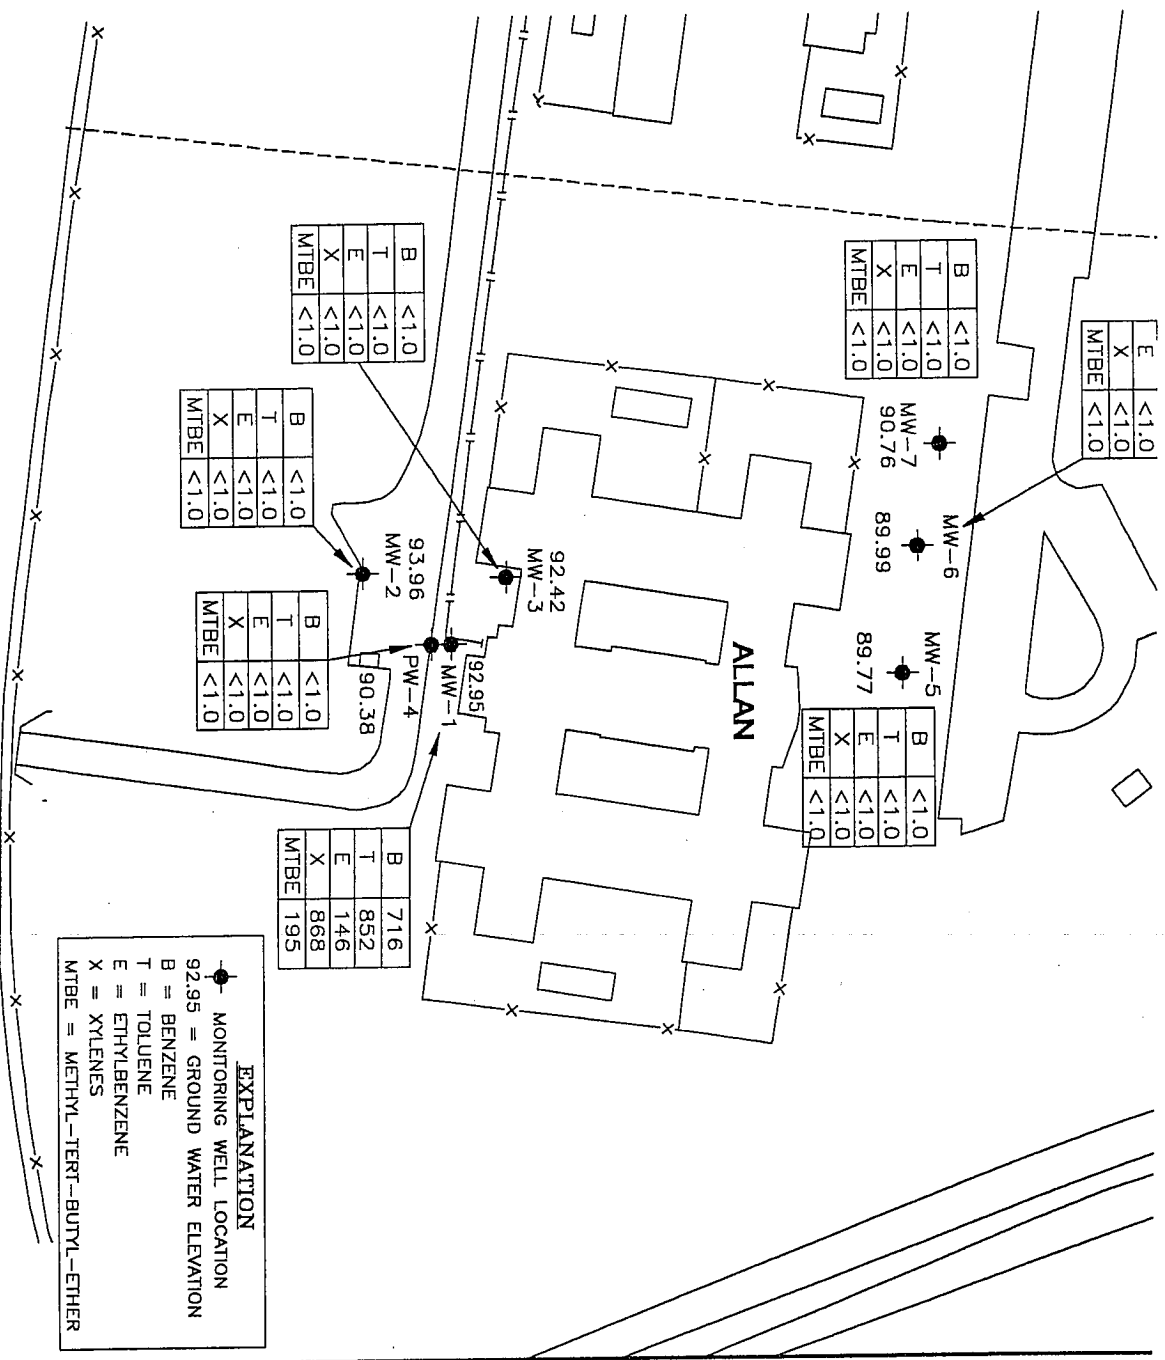 E <1.0
X <1.0
MTBE <1.0
B <1.0
T <1.0
E <1.0
X <1.0
MTBE <1.0
MW-7
90.76
MW-6
89.99
MW-5
89.77
B <1.0
T <1.0
E <1.0
X <1.0
MTBE <1.0
ALLAN
B <1.0
T <1.0
E <1.0
X <1.0
MTBE <1.0
92.42
MW-3
B <1.0
T <1.0
E <1.0
X <1.0
MTBE <1.0
93.96
MW-2
92.95
MW-1
PW-4
90.38
B <1.0
T <1.0
E <1.0
X <1.0
MTBE <1.0
B 716
T 852
E 146
X 868
MTBE 195
EXPLANATION
MONITORING WELL LOCATION
92.95 = GROUND WATER ELEVATION
B = BENZENE
T = TOLUENE
E = ETHYLBENZENE
X = XYLENES
MTBE = METHYL-TERT-BUTYL-ETHER